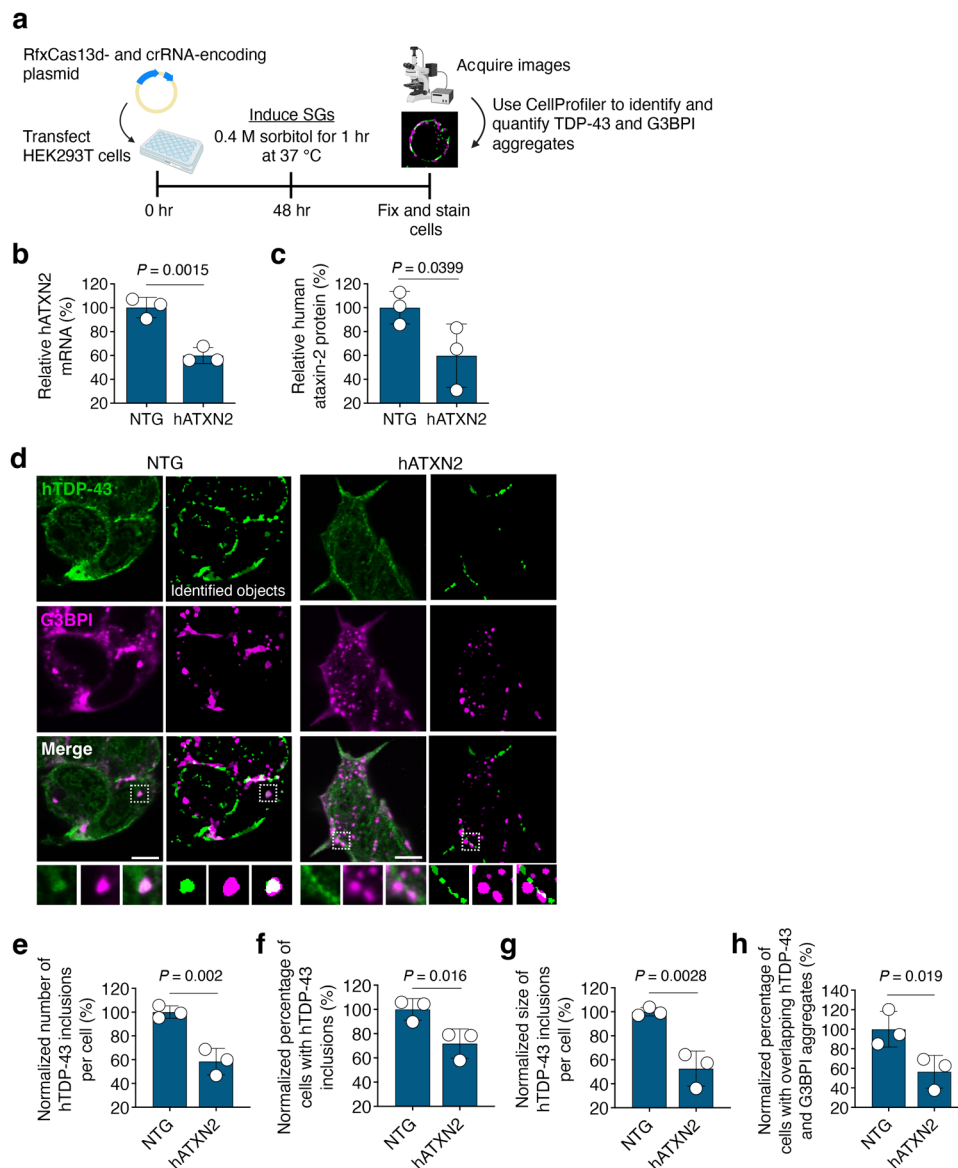 a
RfxCas13d- and crRNA-encoding
plasmid
Transfect
HEK293T cells
Induce SGs
0.4 M sorbitol for 1 hr
at 37 °C
Acquire images
Use CellProfiler to identify and
quantify TDP-43 and G3BPI
aggregates
0 hr
48 hr
Fix and stain
cells
b
P = 0.0015
Relative hATXN2
mRNA (%)
120
100
80
60
40
20
NTG
hATXN2
c
P = 0.0399
Relative human
ataxin-2 protein (%)
120
100
80
60
40
20
NTG
hATXN2
d
NTG
hATXN2
hTDP-43
Identified objects
G3BPI
Merge
e
P = 0.002
Normalized number of
hTDP-43 inclusions
per cell (%)
120
100
80
60
40
20
NTG
hATXN2
f
P = 0.016
Normalized percentage of
cells with hTDP-43
inclusions (%)
120
100
80
60
40
20
NTG
hATXN2
g
P = 0.0028
Normalized size of
hTDP-43 inclusions
per cell (%)
120
100
80
60
40
20
NTG
hATXN2
h
P = 0.019
Normalized percentage of
cells with overlapping hTDP-43
and G3BPI aggregates (%)
140
120
100
80
60
40
20
NTG
hATXN2